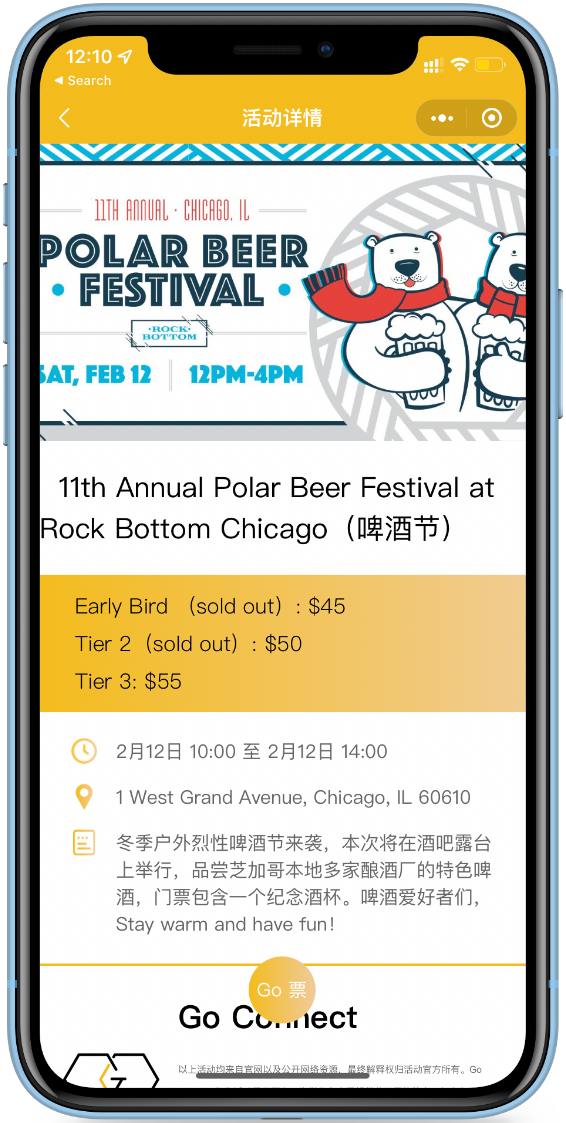 12:10
◀ Search
活动详情
11TH ANNUAL · CHICAGO, IL
POLAR BEER
• FESTIVAL •
·ROCK·
BOTTOM
SAT, FEB 12 | 12PM-4PM
11th Annual Polar Beer Festival at
Rock Bottom Chicago（啤酒节）
Early Bird （sold out）: $45
Tier 2（sold out）: $50
Tier 3: $55
2月12日 10:00 至 2月12日 14:00
1 West Grand Avenue, Chicago, IL 60610
冬季户外烈性啤酒节来袭，本次将在酒吧露台
上举行，品尝芝加哥本地多家酿酒厂的特色啤
酒，门票包含一个纪念酒杯。啤酒爱好者们，
Stay warm and have fun！
Go 票
Go Connect
以上活动均来自官网以及公开网络资源，最终解释权归活动官方所有。Go